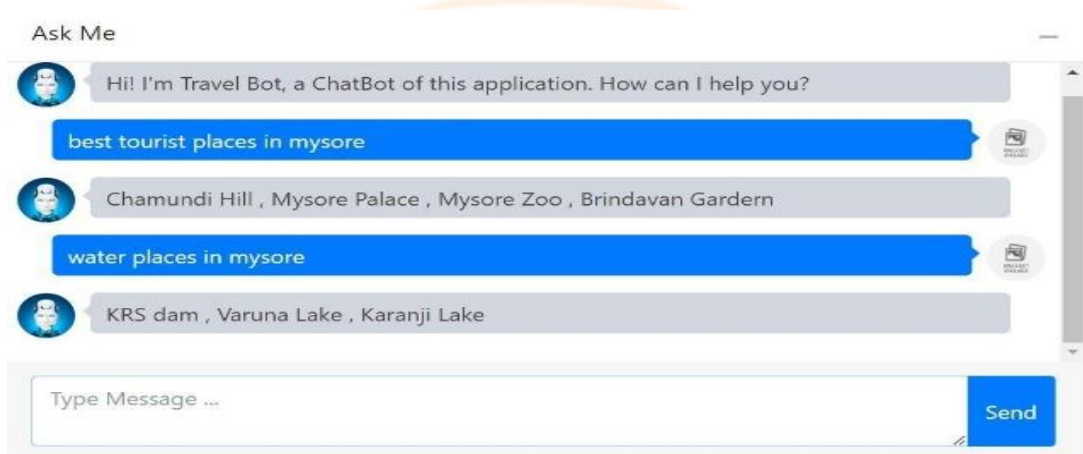 Ask Me
Hi! I'm Travel Bot, a ChatBot of this application. How can I help you?
best tourist places in mysore
Chamundi Hill , Mysore Palace , Mysore Zoo , Brindavan Gardern
water places in mysore
KRS dam , Varuna Lake , Karanji Lake
Type Message ...
Send